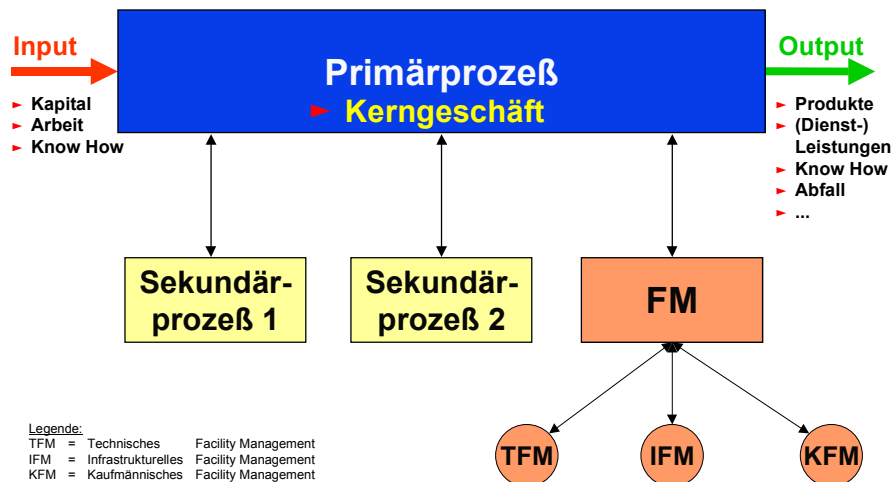 Input
Kapital
Arbeit
Know How
Primärprozeß
► Kerngeschäft
Output
► Produkte
► (Dienst-)
Leistungen
► Know How
► Abfall
► ...
Sekundär-
prozeß 1
Sekundär-
prozeß 2
FM
TFM
IFM
KFM
Legende:
TFM = Technisches Facility Management
IFM = Infrastrukturelles Facility Management
KFM = Kaufmännisches Facility Management